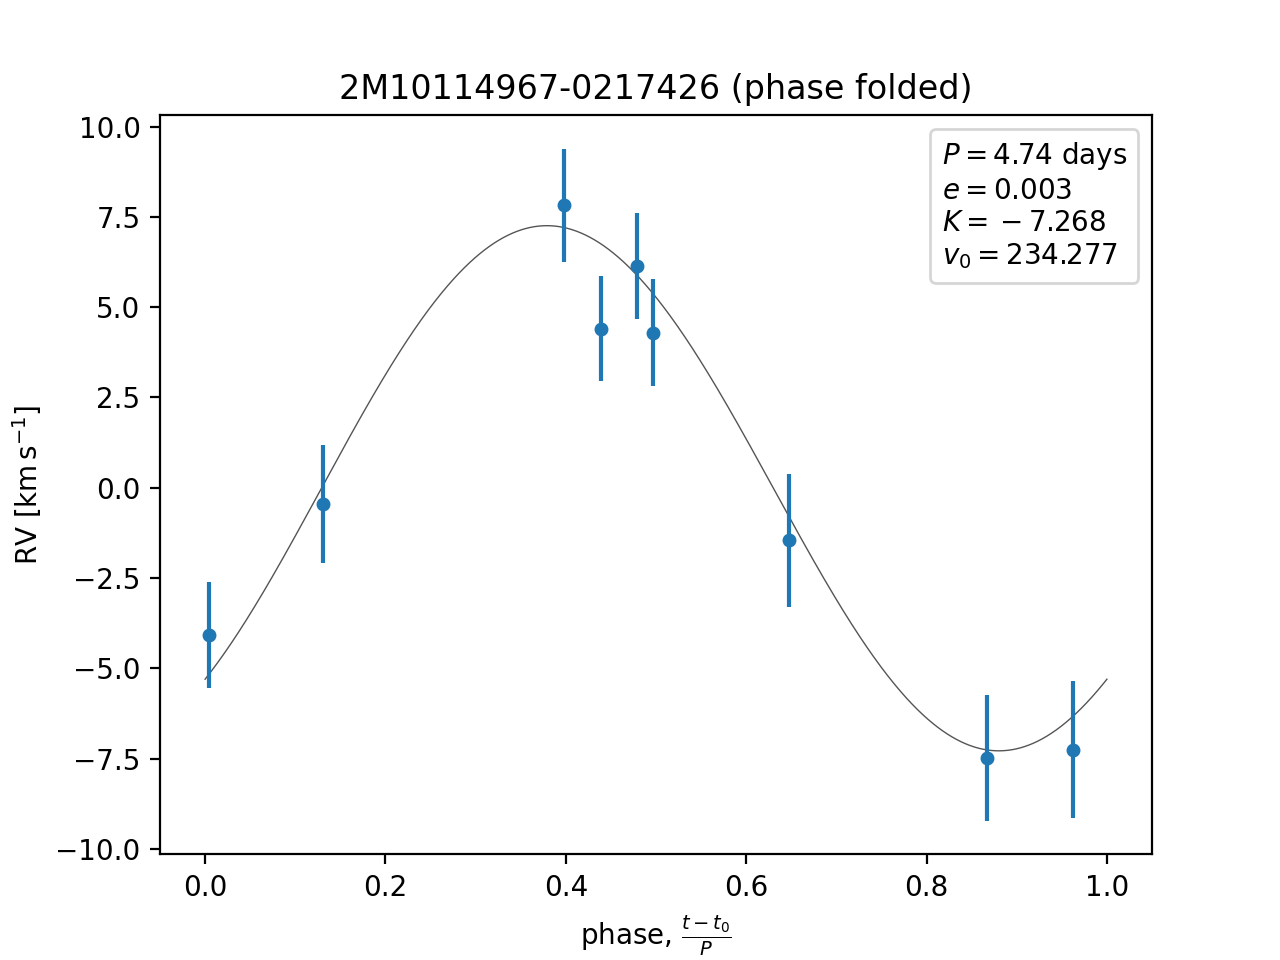 2M10114967-0217426 (phase folded)
P = 4.74 days
e = 0.003
K = −7.268
v₀ = 234.277
10.0
7.5
5.0
2.5
0.0
−2.5
−5.0
−7.5
−10.0
RV [km s⁻¹]
0.0 0.2 0.4 0.6 0.8 1.0
phase, (t − t₀)/P